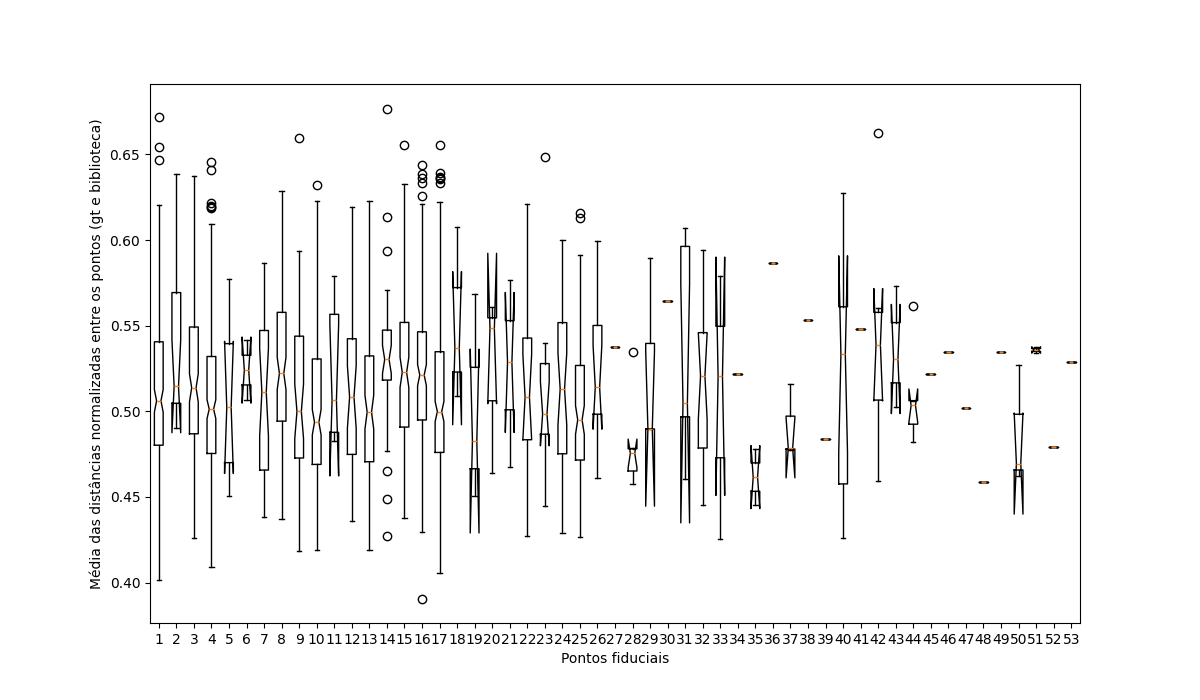 Média das distâncias normalizadas entre os pontos (gt e biblioteca)
0.65
0.60
0.55
0.50
0.45
0.40
1 2 3 4 5 6 7 8 9 10 11 12 13 14 15 16 17 18 19 20 21 22 23 24 25 26 27 28 29 30 31 32 33 34 35 36 37 38 39 40 41 42 43 44 45 46 47 48 49 50 51 52 53
Pontos fiduciais